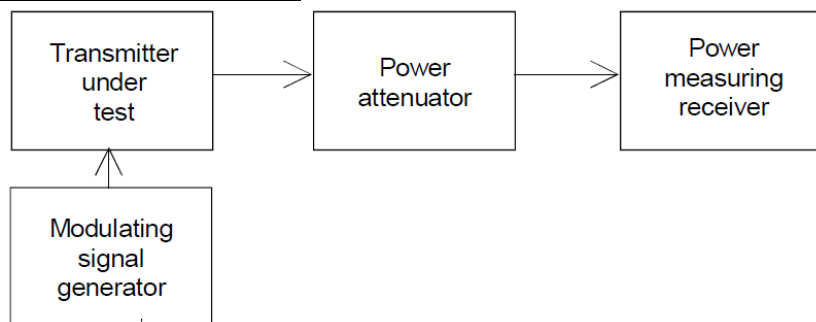 Transmitter
under
test
Power
attenuator
Power
measuring
receiver
Modulating
signal
generator